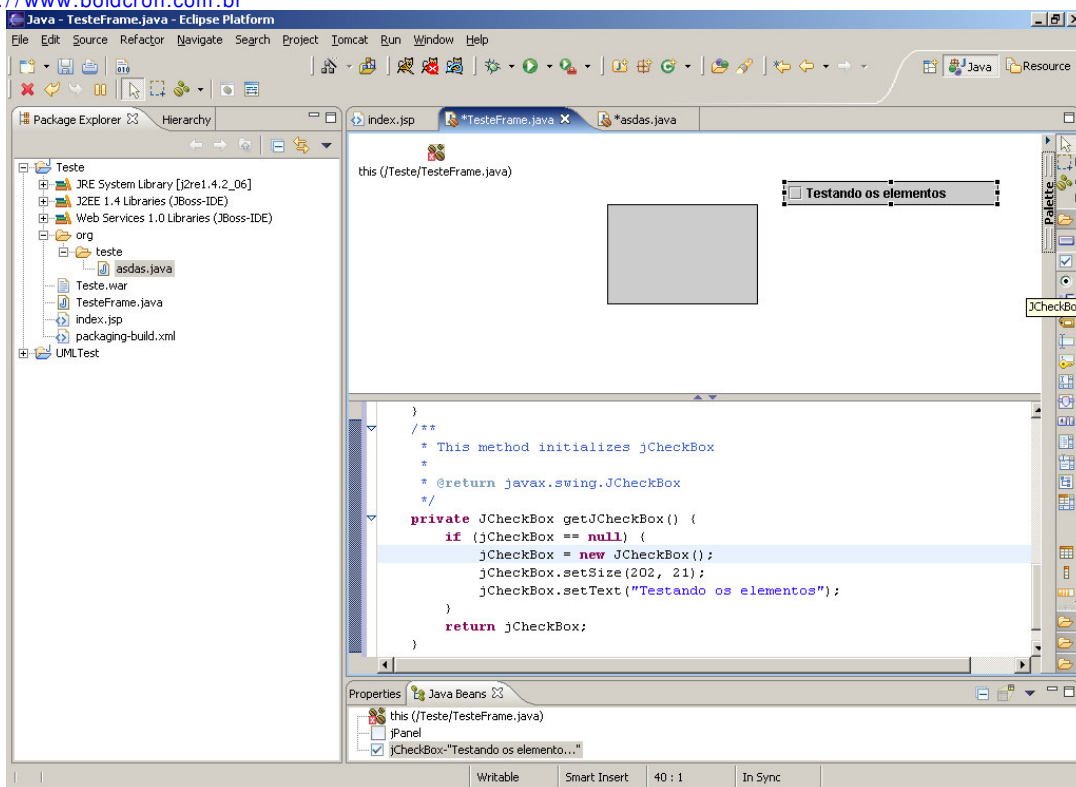 ://www.boldcron.com.br
Java - TesteFrame.java - Eclipse Platform
File Edit Source Refactor Navigate Search Project Tomcat Run Window Help
Java Resource
Package Explorer Hierarchy
index.jsp *TesteFrame.java *asdas.java
Teste
JRE System Library [j2re1.4.2_06]
J2EE 1.4 Libraries (JBoss-IDE)
Web Services 1.0 Libraries (JBoss-IDE)
org
teste
asdas.java
Teste.war
TesteFrame.java
index.jsp
packaging-build.xml
UMLTest
this (/Teste/TesteFrame.java)
Testando os elementos
Palette
JCheckBo
}
/**
* This method initializes jCheckBox
*
* @return javax.swing.JCheckBox
*/
private JCheckBox getJCheckBox() {
if (jCheckBox == null) {
jCheckBox = new JCheckBox();
jCheckBox.setSize(202, 21);
jCheckBox.setText("Testando os elementos");
}
return jCheckBox;
}
Properties Java Beans
this (/Teste/TesteFrame.java)
jPanel
jCheckBox-"Testando os elemento..."
Writable Smart Insert 40 : 1 In Sync